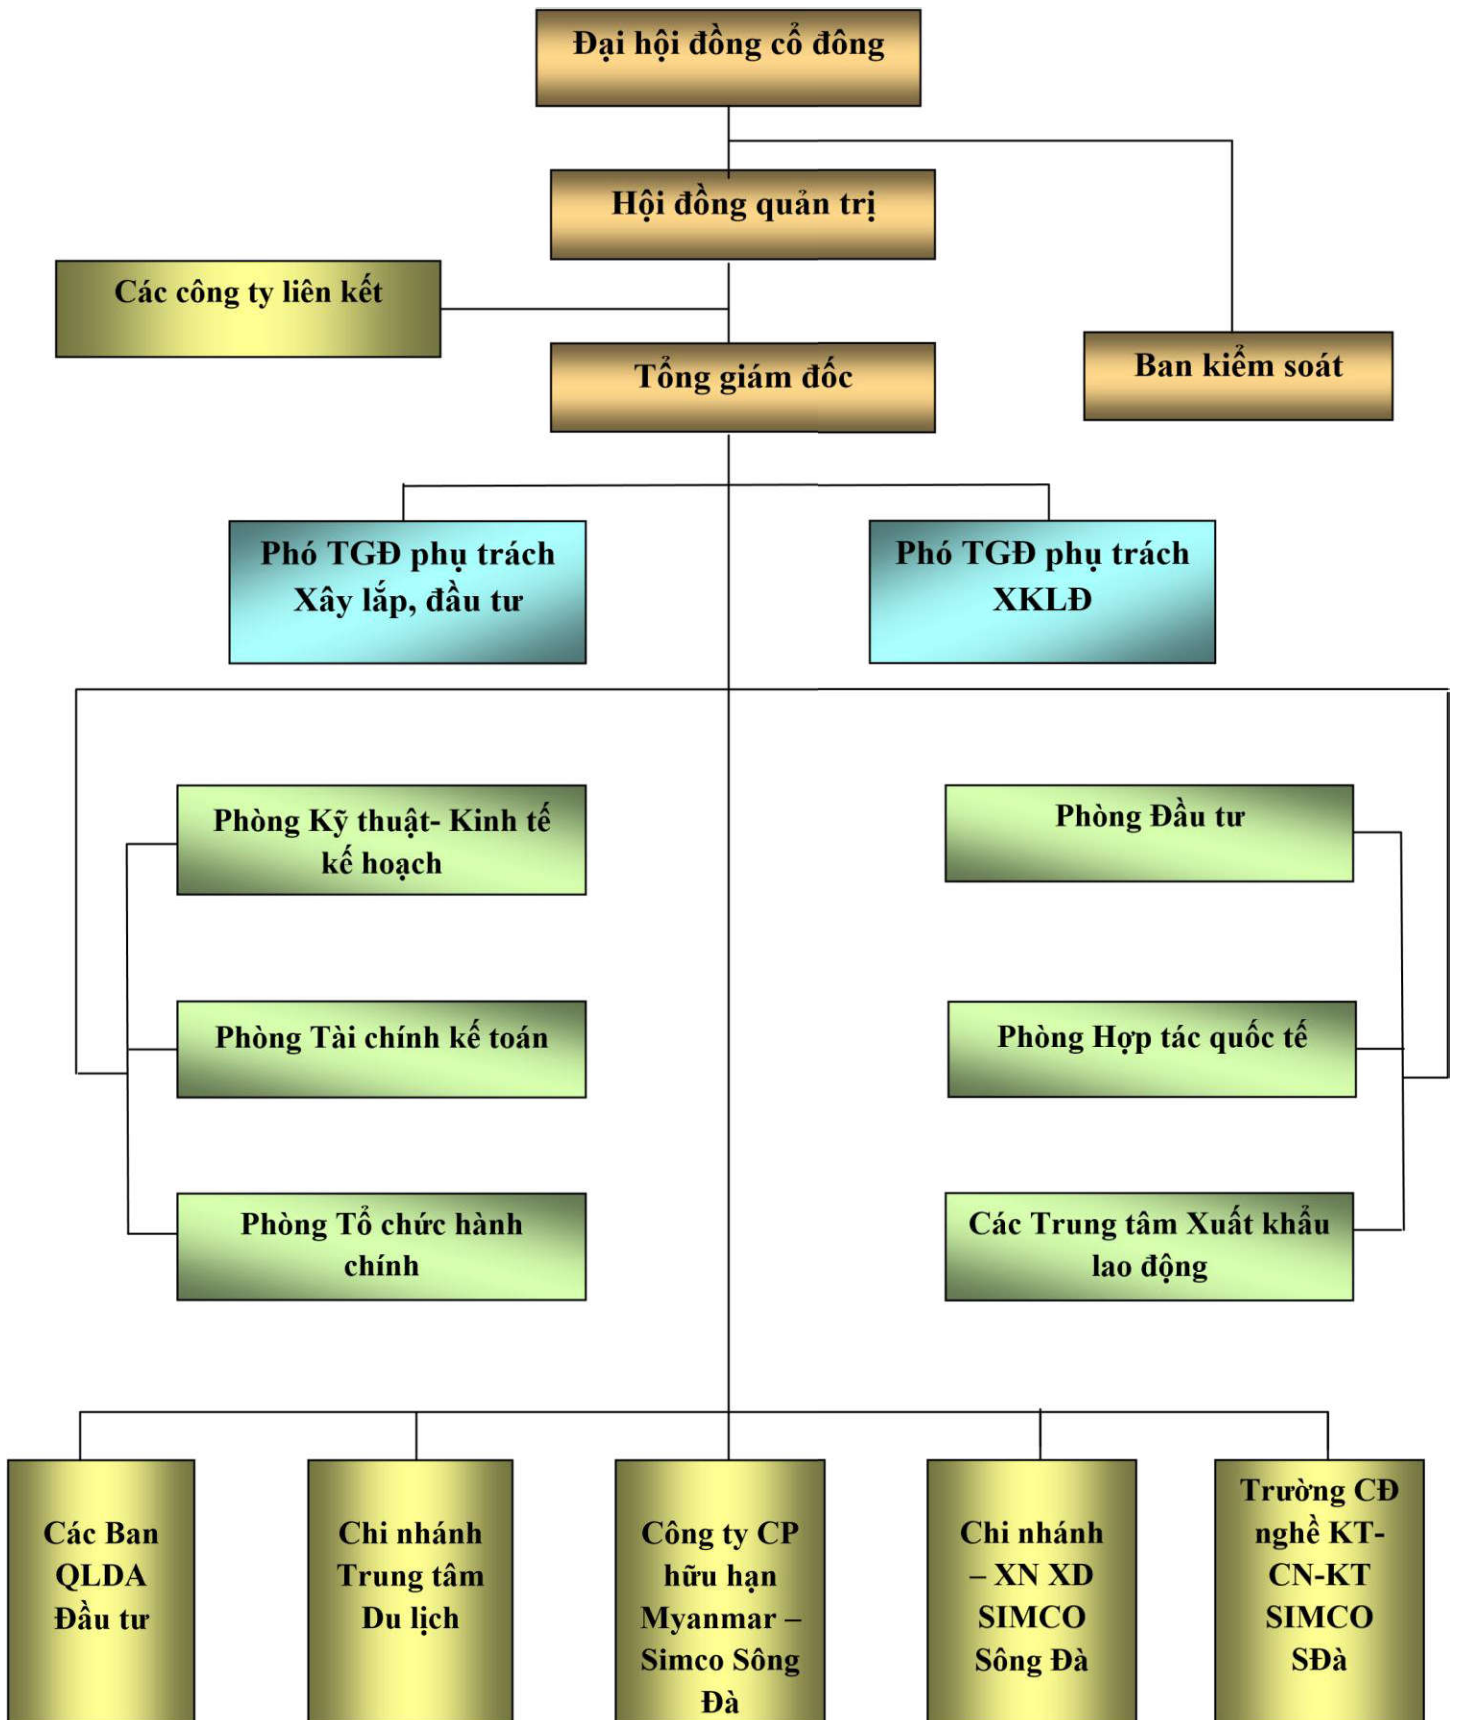 Đại hội đồng cổ đông
Hội đồng quản trị
Các công ty liên kết
Tổng giám đốc
Ban kiểm soát
Phó TGĐ phụ trách
Xây lắp, đầu tư
Phó TGĐ phụ trách
XKLĐ
Phòng Kỹ thuật- Kinh tế
kế hoạch
Phòng Đầu tư
Phòng Tài chính kế toán
Phòng Hợp tác quốc tế
Phòng Tổ chức hành
chính
Các Trung tâm Xuất khẩu
lao động
Các Ban
QLDA
Đầu tư
Chi nhánh
Trung tâm
Du lịch
Công ty CP
hữu hạn
Myanmar –
Simco Sông
Đà
Chi nhánh
– XN XD
SIMCO
Sông Đà
Trường CĐ
nghề KT-
CN-KT
SIMCO
SĐà